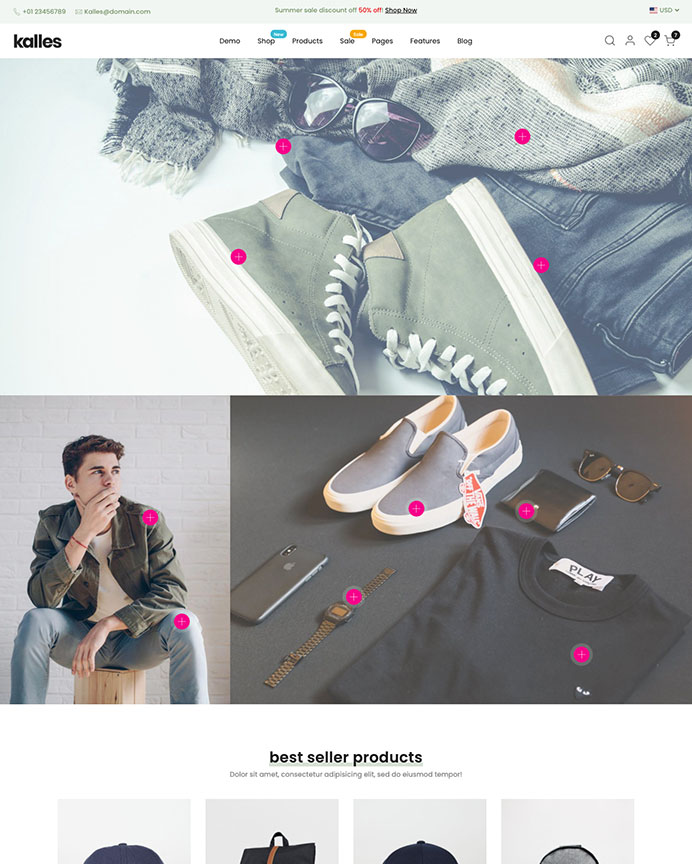 +01 23456789
Kalles@domain.com
Summer sale discount off 50% off! Shop Now
USD
kalles
Demo
Shop
New
Products
Sale
Sale
Pages
Features
Blog
2
7
PLAY
best seller products
Dolor sit amet, consectetur adipisicing elit, sed do eiusmod tempor!